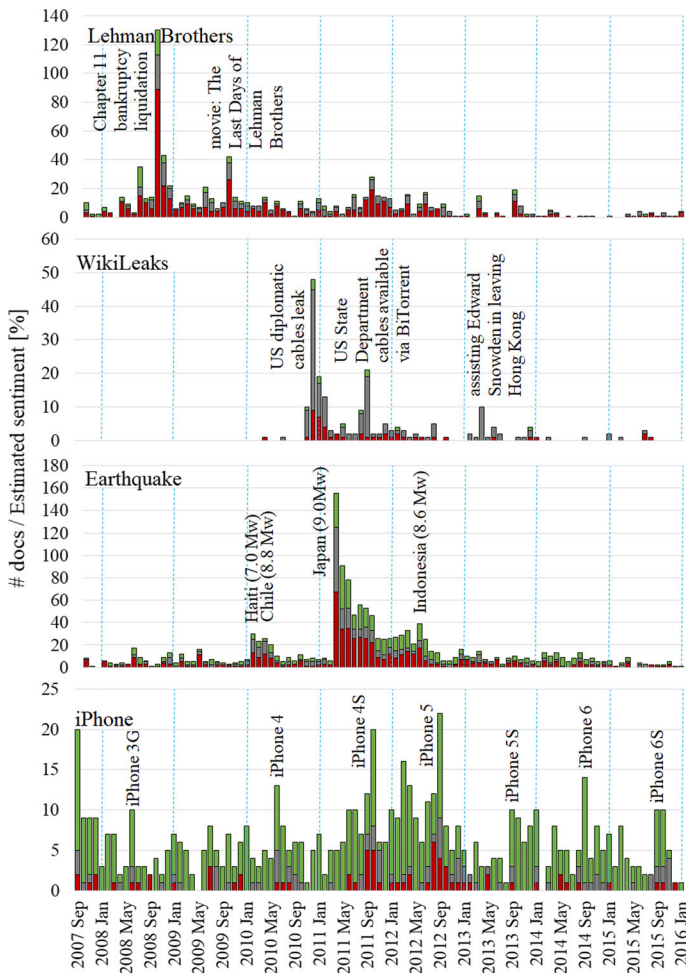 # docs / Estimated sentiment [%]
140
120
100
80
60
40
20
0
Lehman Brothers
Chapter 11
bankruptcy
liquidation
movie: The
Last Days of
Lehman
Brothers
60
50
40
30
20
10
0
WikiLeaks
US diplomatic
cables leak
US State
Department
cables available
via BiTorrent
assisting Edward
Snowden in leaving
Hong Kong
180
160
140
120
100
80
60
40
20
0
Earthquake
Haiti (7.0 Mw)
Chile (8.8 Mw)
Japan (9.0Mw)
Indonesia (8.6 Mw)
25
20
15
10
5
0
iPhone
iPhone 3G
iPhone 4
iPhone 4S
iPhone 5
iPhone 5S
iPhone 6
iPhone 6S
2007 Sep
2008 Jan
2008 May
2008 Sep
2009 Jan
2009 May
2009 Sep
2010 Jan
2010 May
2010 Sep
2011 Jan
2011 May
2011 Sep
2012 Jan
2012 May
2012 Sep
2013 Jan
2013 May
2013 Sep
2014 Jan
2014 May
2014 Sep
2015 Jan
2015 May
2015 Sep
2016 Jan